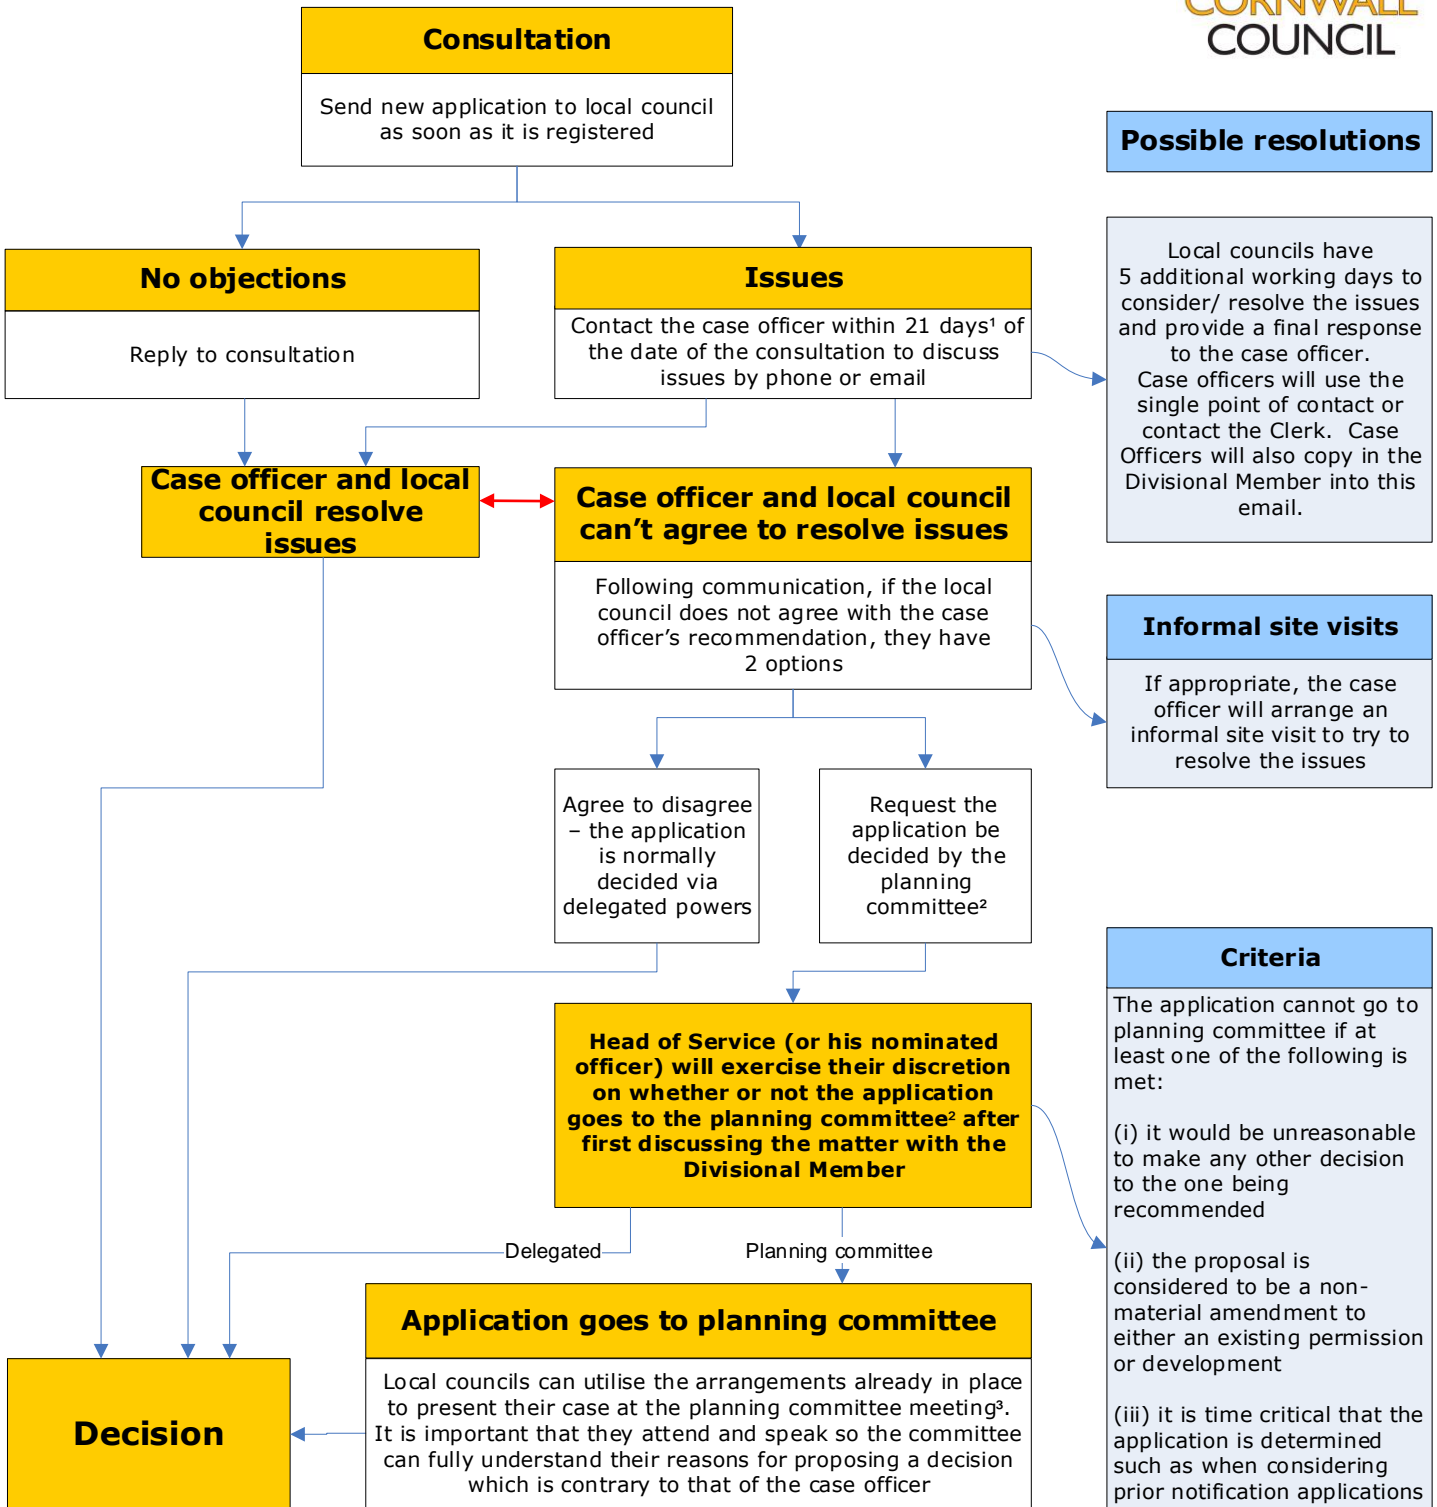 CORNWALL
COUNCIL
Consultation
Send new application to local council
as soon as it is registered
Possible resolutions
Local councils have
5 additional working days to
consider/ resolve the issues
and provide a final response
to the case officer.
Case officers will use the
single point of contact or
contact the Clerk.  Case
Officers will also copy in the
Divisional Member into this
email.
No objections
Reply to consultation
Issues
Contact the case officer within 21 days¹ of
the date of the consultation to discuss
issues by phone or email
Case officer and local
council resolve
issues
Case officer and local council
can’t agree to resolve issues
Following communication, if the local
council does not agree with the case
officer’s recommendation, they have
2 options
Informal site visits
If appropriate, the case
officer will arrange an
informal site visit to try to
resolve the issues
Agree to disagree
– the application
is normally
decided via
delegated powers
Request the
application be
decided by the
planning
committee²
Head of Service (or his nominated
officer) will exercise their discretion
on whether or not the application
goes to the planning committee² after
first discussing the matter with the
Divisional Member
Criteria
The application cannot go to
planning committee if at
least one of the following is
met:
(i) it would be unreasonable
to make any other decision
to the one being
recommended
(ii) the proposal is
considered to be a non-
material amendment to
either an existing permission
or development
(iii) it is time critical that the
application is determined
such as when considering
prior notification applications
Delegated
Planning committee
Application goes to planning committee
Local councils can utilise the arrangements already in place
to present their case at the planning committee meeting³.
It is important that they attend and speak so the committee
can fully understand their reasons for proposing a decision
which is contrary to that of the case officer
Decision